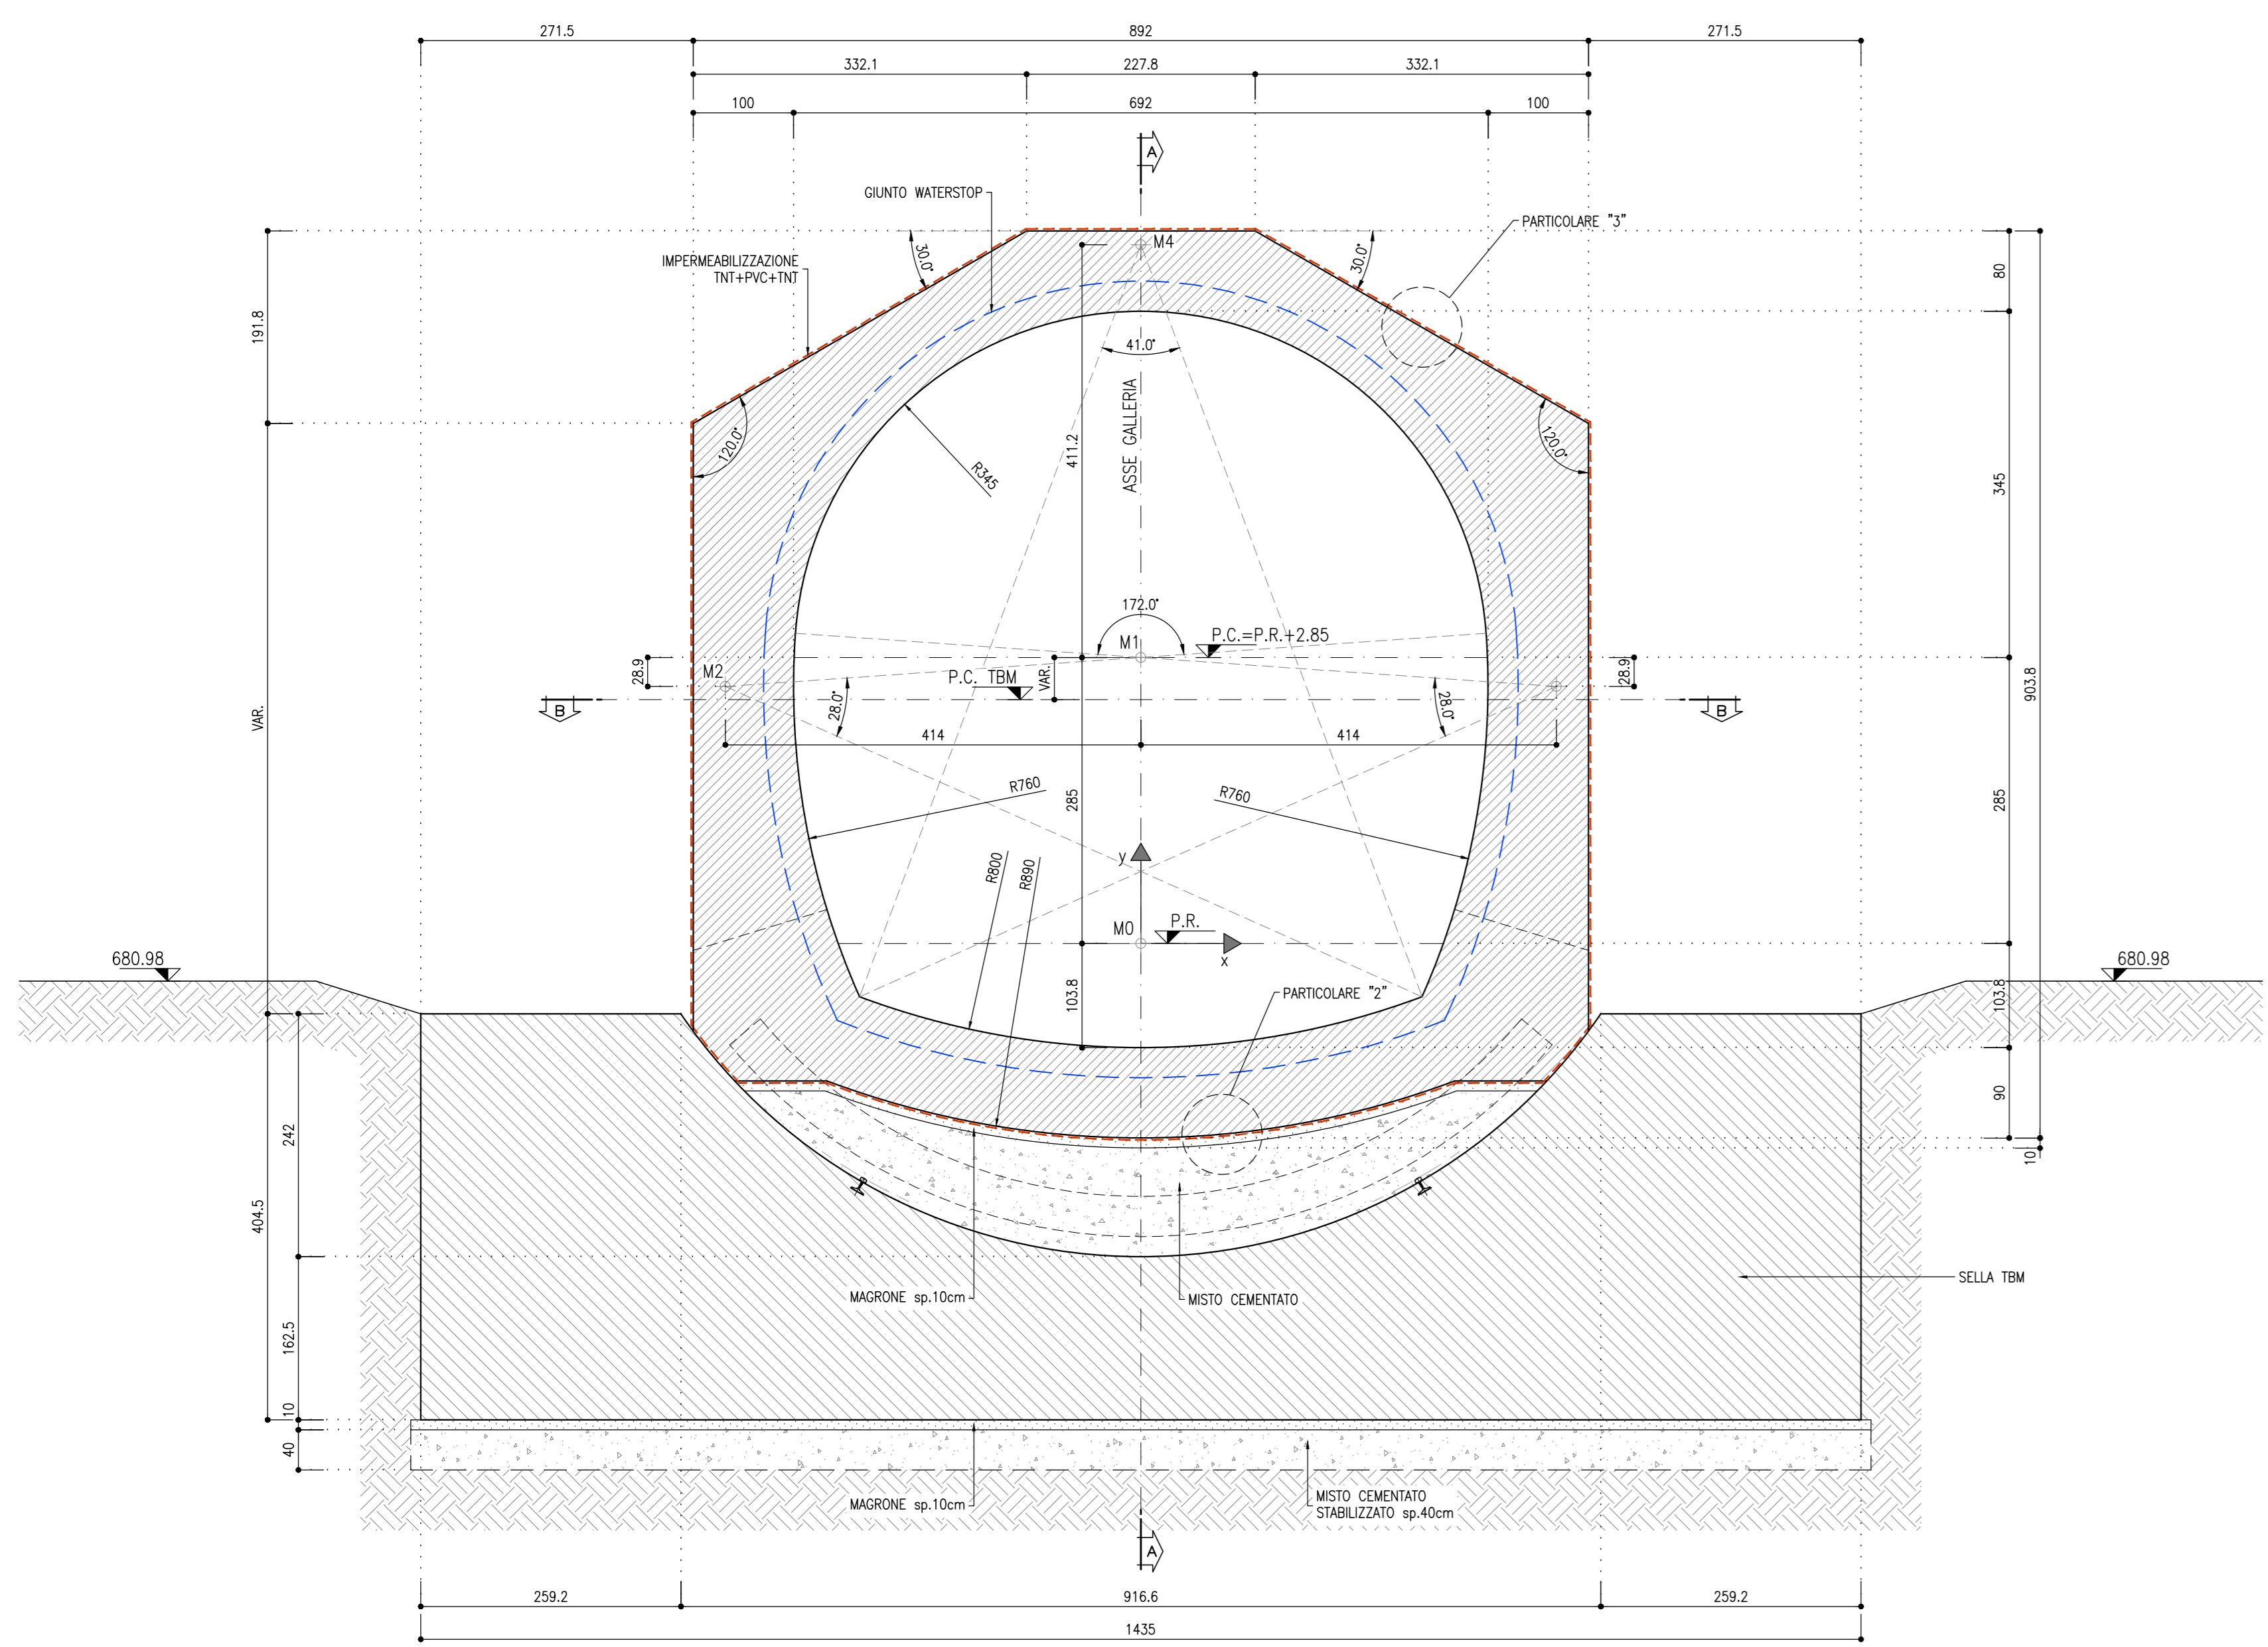 271.5
892
271.5
332.1
227.8
332.1
100
692
100
A
GIUNTO WATERSTOP
PARTICOLARE "3"
M4
30.0°
30.0°
IMPERMEABILIZZAZIONE
TNT+PVC+TNT
80
191.8
41.0°
ASSE GALLERIA
411.2
120.0°
120.0°
R345
345
172.0°
M1
P.C.=P.R.+2.85
28.9
M2
P.C. TBM
VAR.
28.9
903.8
VAR.
B
28.0°
28.0°
B
414
414
R760
R760
285
285
R800
R890
y
M0
P.R.
x
680.98
680.98
103.8
PARTICOLARE "2"
103.8
90
242
10
404.5
SELLA TBM
MAGRONE sp.10cm
MISTO CEMENTATO
162.5
10
40
MAGRONE sp.10cm
MISTO CEMENTATO
STABILIZZATO sp.40cm
A
259.2
916.6
259.2
1435